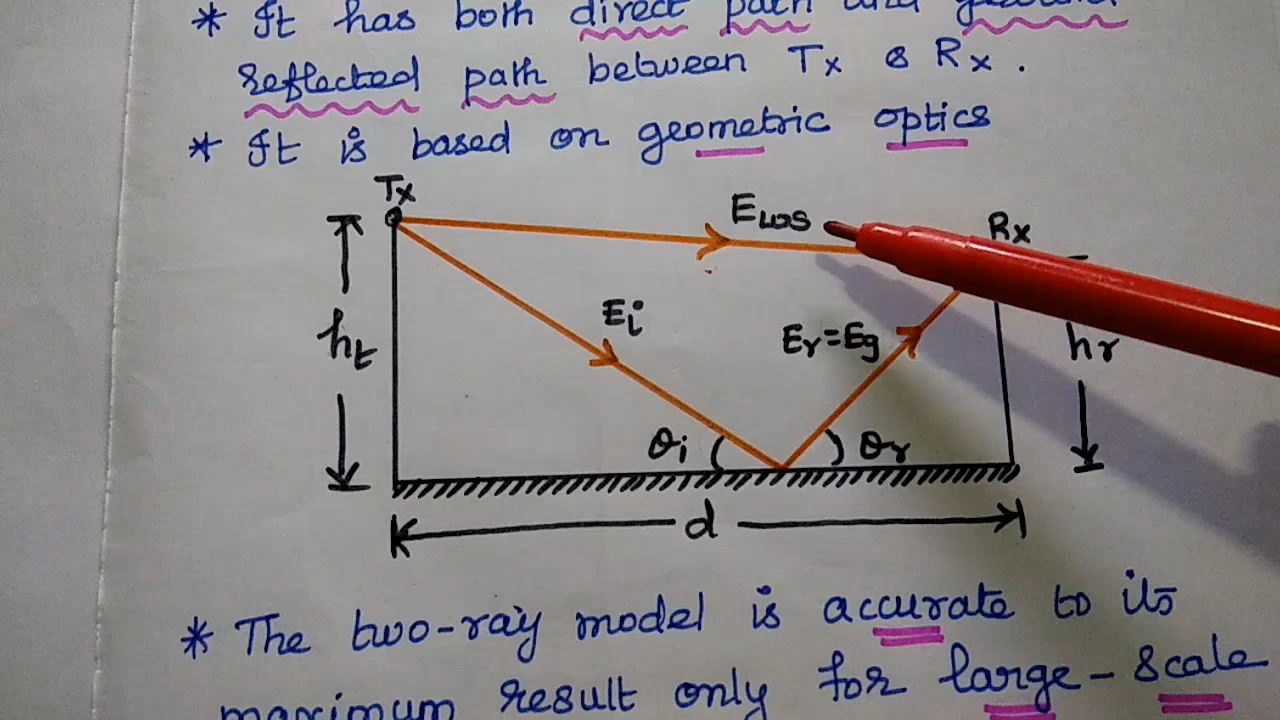 * It has both direct path and ground
reflected path between Tx & Rx.
* It is based on geometric optics
Tx
ELOS
Rx
Ei
ht
Er=Eg
hr
θi
θr
d
* The two-ray model is accurate to its
maximum result only for large-scale